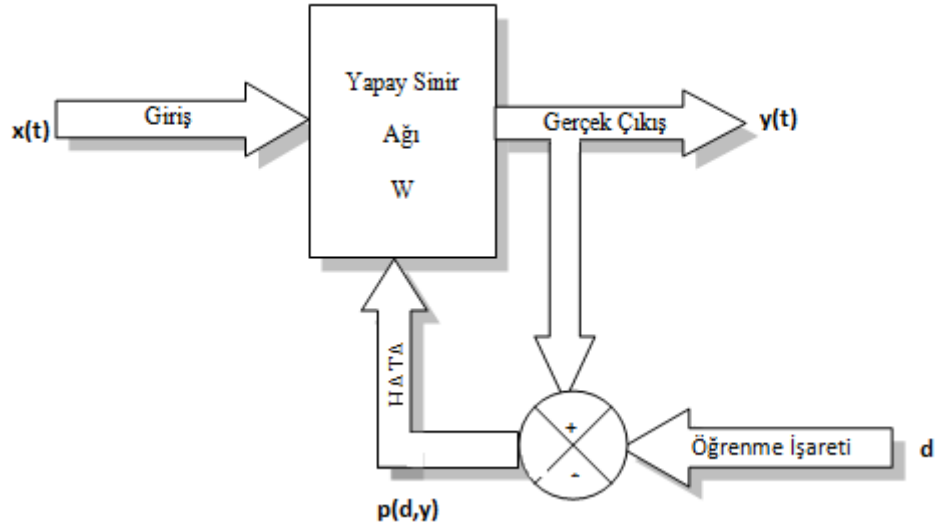 x(t)
Giriş
Yapay Sinir
Ağı
W
Gerçek Çıkış
y(t)
HATA
+
-
Öğrenme İşareti
d
p(d,y)